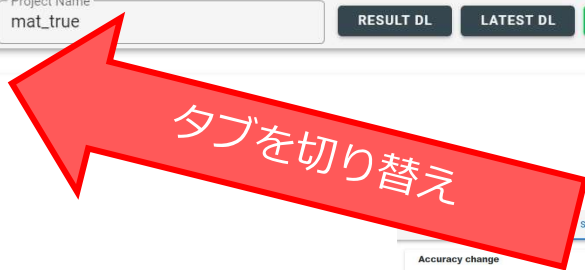 Project Name
mat_true
RESULT DL
LATEST DL
タブを切り替え
Accuracy change